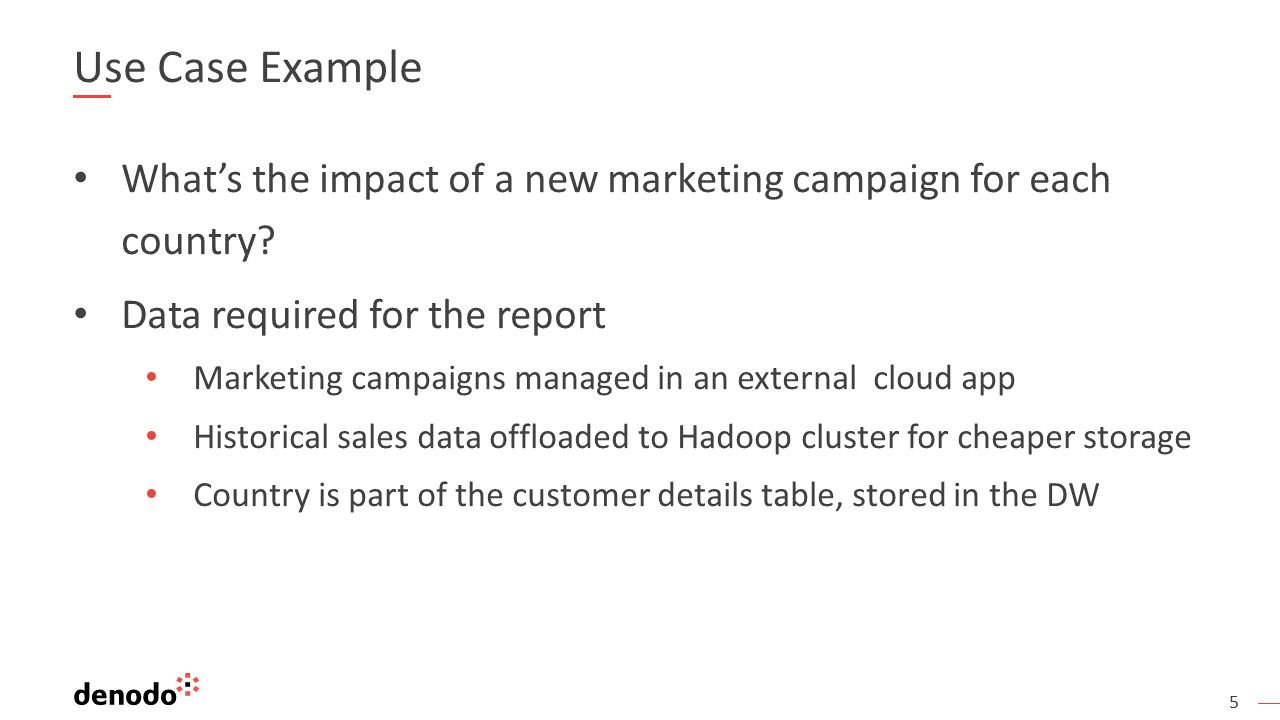 Use Case Example
• What’s the impact of a new marketing campaign for each
country?
• Data required for the report
• Marketing campaigns managed in an external  cloud app
• Historical sales data offloaded to Hadoop cluster for cheaper storage
• Country is part of the customer details table, stored in the DW
denodo
5